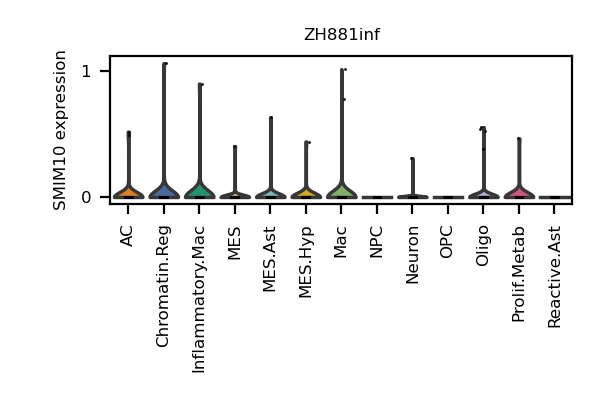 ZH881inf
SMIM10 expression
1
0
AC
Chromatin.Reg
Inflammatory.Mac
MES
MES.Ast
MES.Hyp
Mac
NPC
Neuron
OPC
Oligo
Prolif.Metab
Reactive.Ast